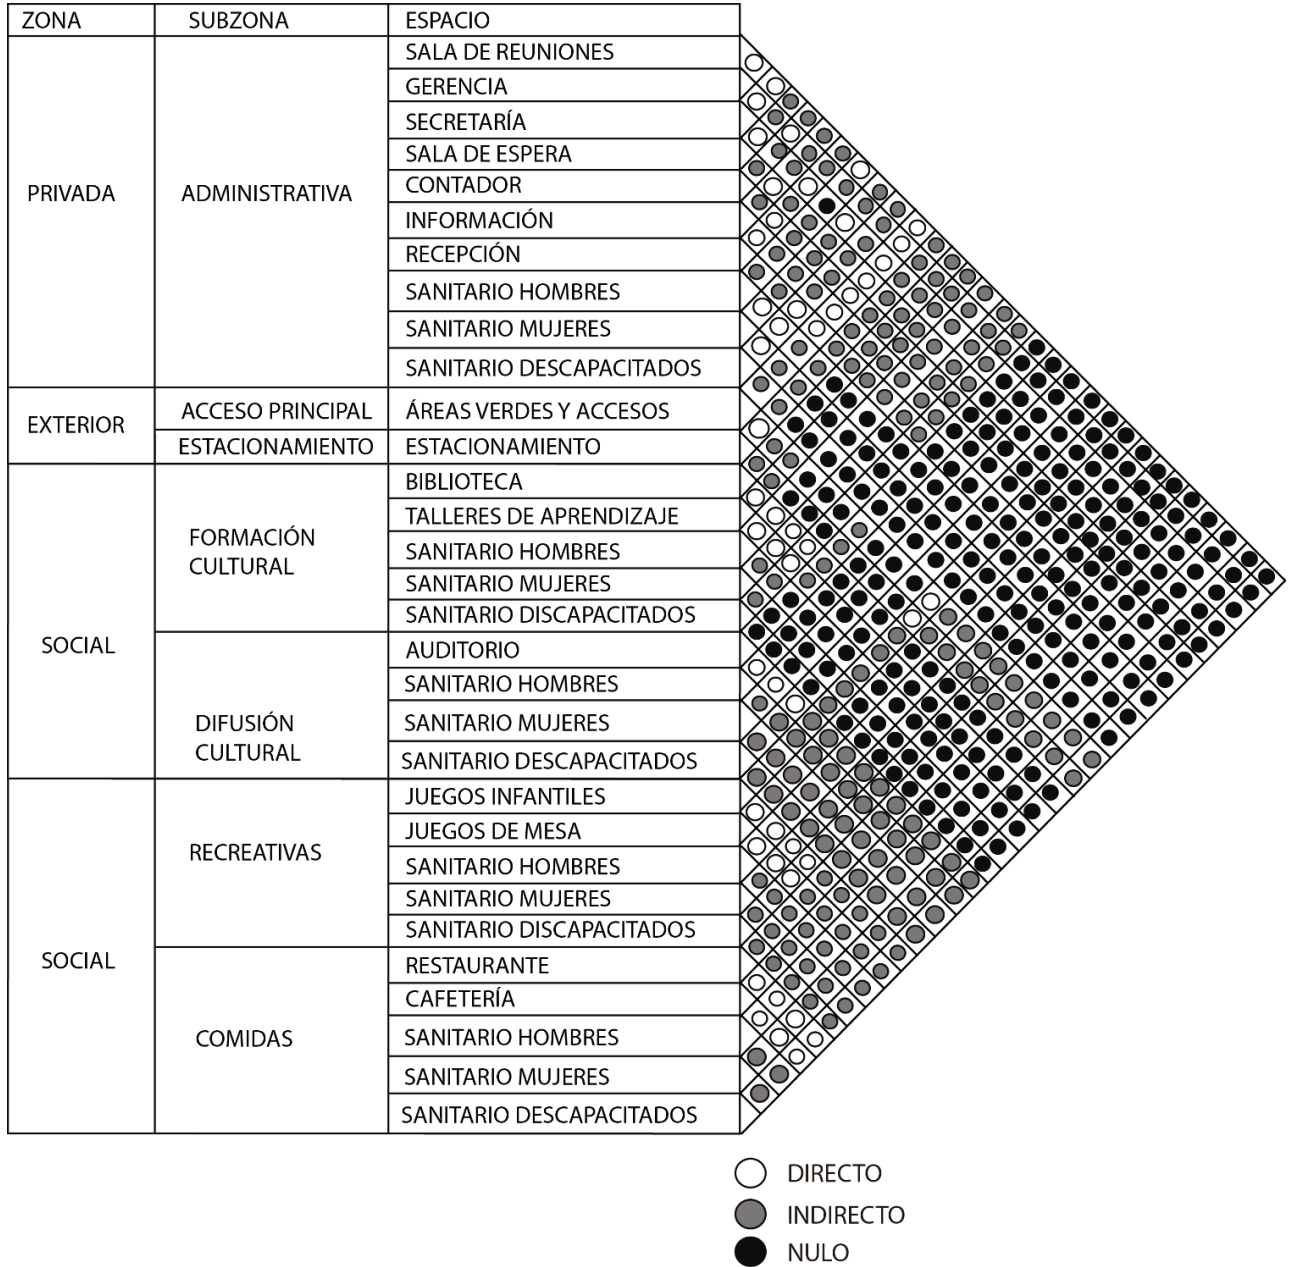 ZONA SUBZONA ESPACIO
SALA DE REUNIONES
GERENCIA
SECRETARÍA
SALA DE ESPERA
PRIVADA ADMINISTRATIVA CONTADOR
INFORMACIÓN
RECEPCIÓN
SANITARIO HOMBRES
SANITARIO MUJERES
SANITARIO DESCAPACITADOS
EXTERIOR ACCESO PRINCIPAL ÁREAS VERDES Y ACCESOS
ESTACIONAMIENTO ESTACIONAMIENTO
SOCIAL
FORMACIÓN
CULTURAL
BIBLIOTECA
TALLERES DE APRENDIZAJE
SANITARIO HOMBRES
SANITARIO MUJERES
SANITARIO DISCAPACITADOS
DIFUSIÓN
CULTURAL
AUDITORIO
SANITARIO HOMBRES
SANITARIO MUJERES
SANITARIO DESCAPACITADOS
SOCIAL
RECREATIVAS
JUEGOS INFANTILES
JUEGOS DE MESA
SANITARIO HOMBRES
SANITARIO MUJERES
SANITARIO DISCAPACITADOS
COMIDAS
RESTAURANTE
CAFETERÍA
SANITARIO HOMBRES
SANITARIO MUJERES
SANITARIO DESCAPACITADOS
DIRECTO
INDIRECTO
NULO